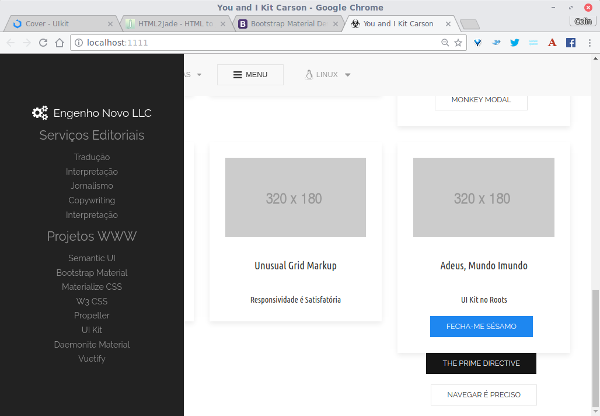 You and I Kit Carson - Google Chrome
Cover - UIkit
HTML2Jade - HTML to
Bootstrap Material De
You and I Kit Carson
Colin
localhost:1111
AS
MENU
LINUX
Engenho Novo LLC
Serviços Editoriais
Tradução
Interpretação
Jornalismo
Copywriting
Interpretação
Projetos WWW
Semantic UI
Bootstrap Material
Materialize CSS
W3 CSS
Propeller
UI Kit
Daemonite Material
Vuetify
MONKEY MODAL
320 x 180
Unusual Grid Markup
Responsividade é Satisfatória
320 x 180
Adeus, Mundo Imundo
UI Kit no Roots
FECHA-ME SÉSAMO
THE PRIME DIRECTIVE
NAVEGAR É PRECISO